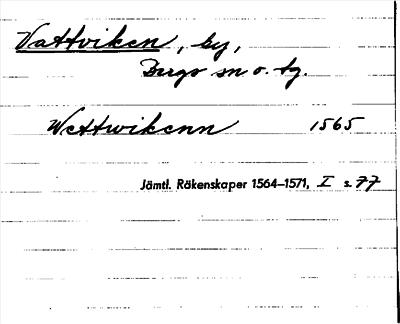 Vattviken, by,
Bergs sn o. tg.
Wettwikenn 1565
Jämtl. Räkenskaper 1564–1571, I s. 77